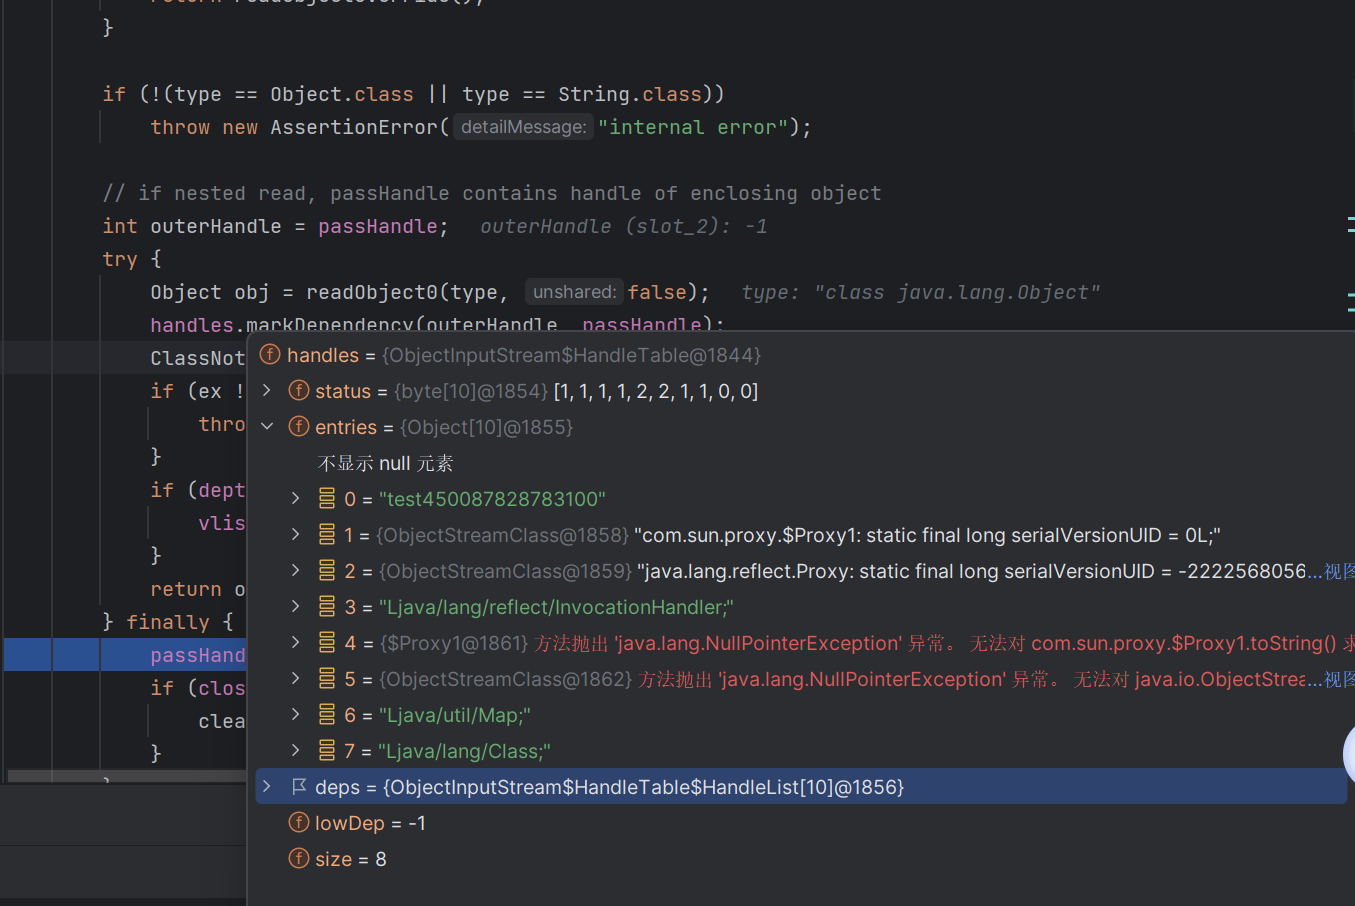 }
if (!(type == Object.class || type == String.class))
throw new AssertionError( detailMessage: "internal error");
// if nested read, passHandle contains handle of enclosing object
int outerHandle = passHandle; outerHandle (slot_2): -1
try {
Object obj = readObject0(type, unshared: false); type: "class java.lang.Object"
handles.markDependency(outerHandle, passHandle);
ClassNot
if (ex !
thro
}
if (dept
vlis
}
return o
} finally {
passHand
if (clos
clea
}
f handles = {ObjectInputStream$HandleTable@1844}
f status = {byte[10]@1854} [1, 1, 1, 1, 2, 2, 1, 1, 0, 0]
f entries = {Object[10]@1855}
不显示 null 元素
0 = "test450087828783100"
1 = {ObjectStreamClass@1858} "com.sun.proxy.$Proxy1: static final long serialVersionUID = 0L;"
2 = {ObjectStreamClass@1859} "java.lang.reflect.Proxy: static final long serialVersionUID = -2222568056...视图
3 = "Ljava/lang/reflect/InvocationHandler;"
4 = {$Proxy1@1861} 方法抛出 'java.lang.NullPointerException' 异常。 无法对 com.sun.proxy.$Proxy1.toString() 求
5 = {ObjectStreamClass@1862} 方法抛出 'java.lang.NullPointerException' 异常。 无法对 java.io.ObjectStrea...视图
6 = "Ljava/util/Map;"
7 = "Ljava/lang/Class;"
deps = {ObjectInputStream$HandleTable$HandleList[10]@1856}
f lowDep = -1
f size = 8